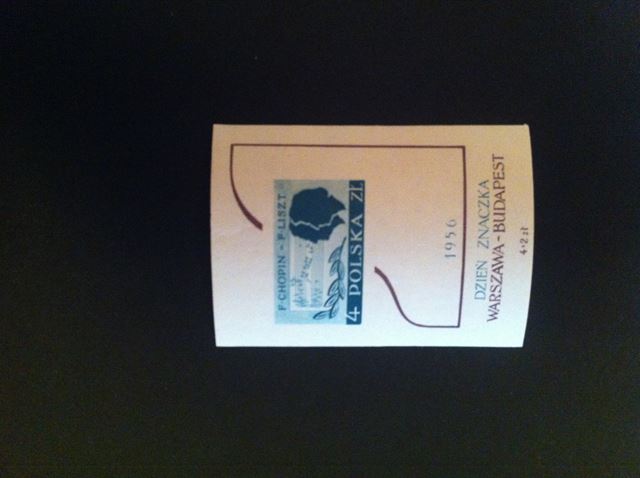 F·CHOPIN - F·LISZT
4 POLSKA ZŁ
1956
DZIEŃ ZNACZKA
WARSZAWA - BUDAPEST
4+2 zł